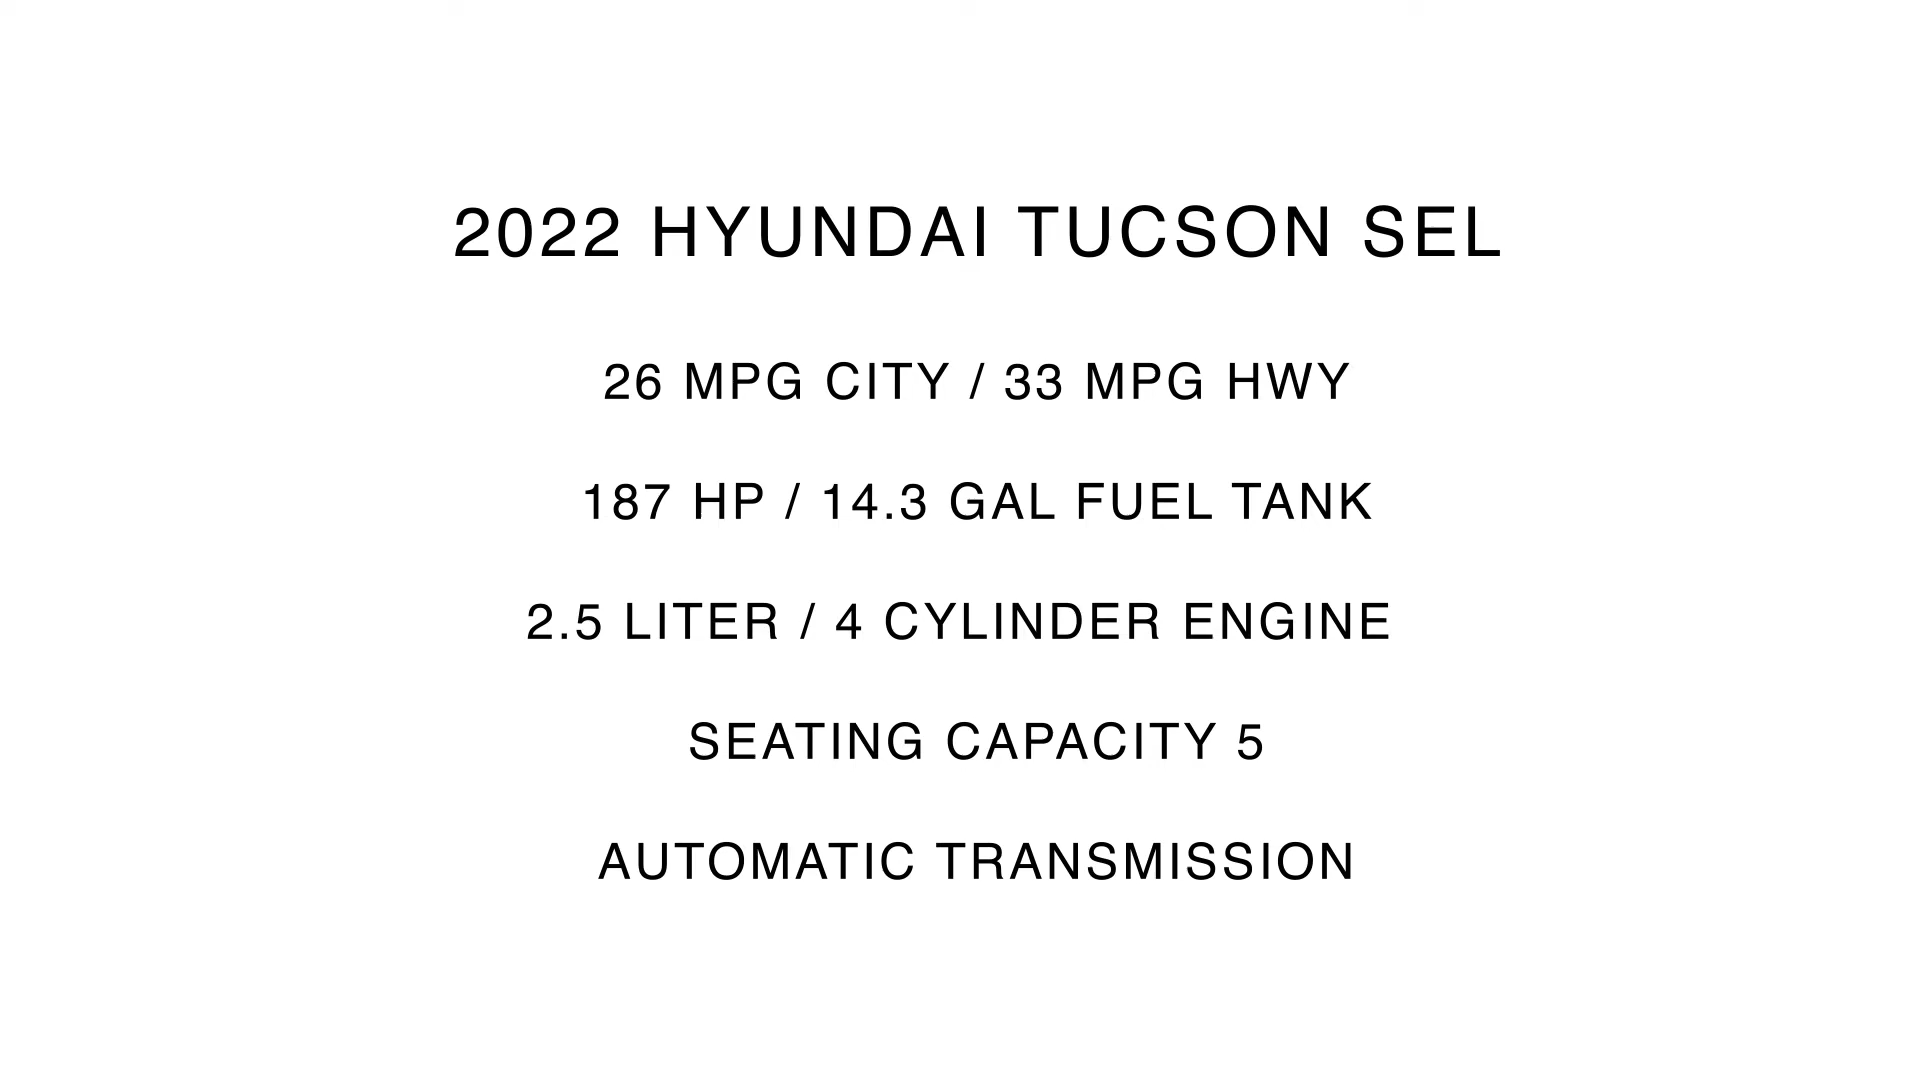 2022 HYUNDAI TUCSON SEL
26 MPG CITY / 33 MPG HWY
187 HP / 14.3 GAL FUEL TANK
2.5 LITER / 4 CYLINDER ENGINE
SEATING CAPACITY 5
AUTOMATIC TRANSMISSION